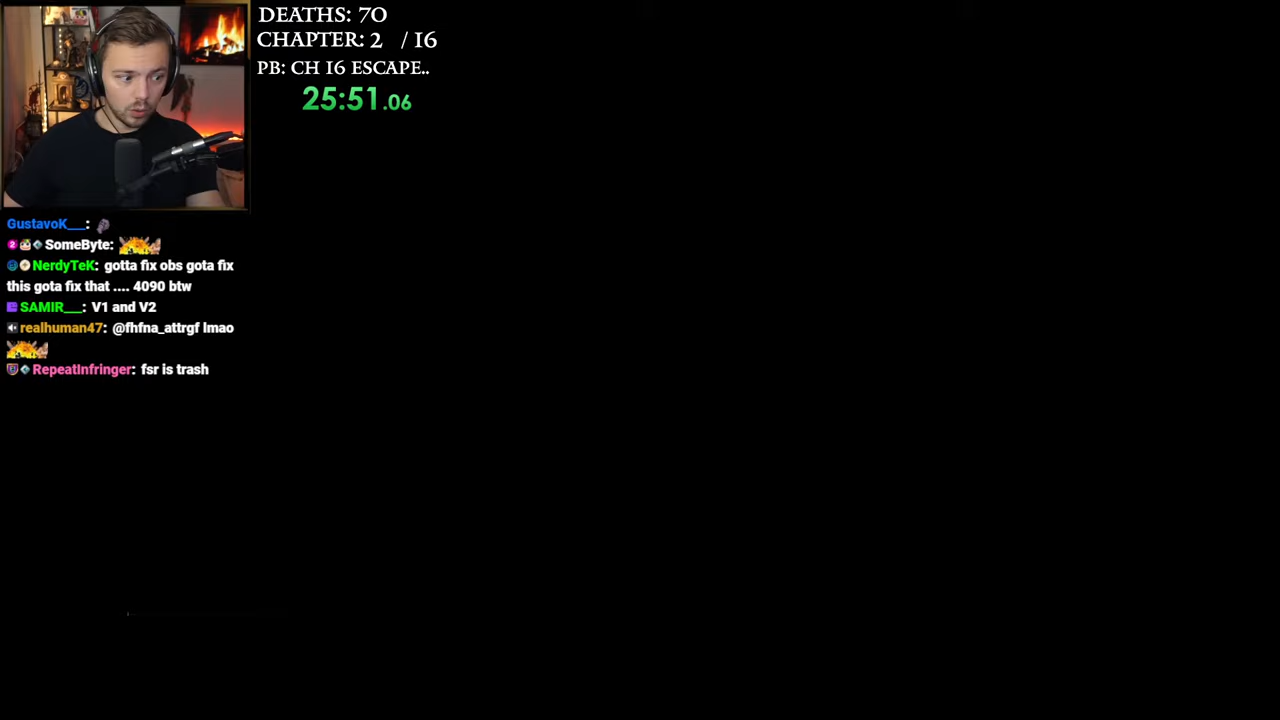 DEATHS: 70
CHAPTER: 2 / 16
PB: CH 16 ESCAPE..
25:51.06
GustavoK___:
2 SomeByte:
NerdyTeK: gotta fix obs gota fix
this gota fix that .... 4090 btw
SAMIR___: V1 and V2
realhuman47: @fhfna_attrgf lmao
RepeatInfringer: fsr is trash